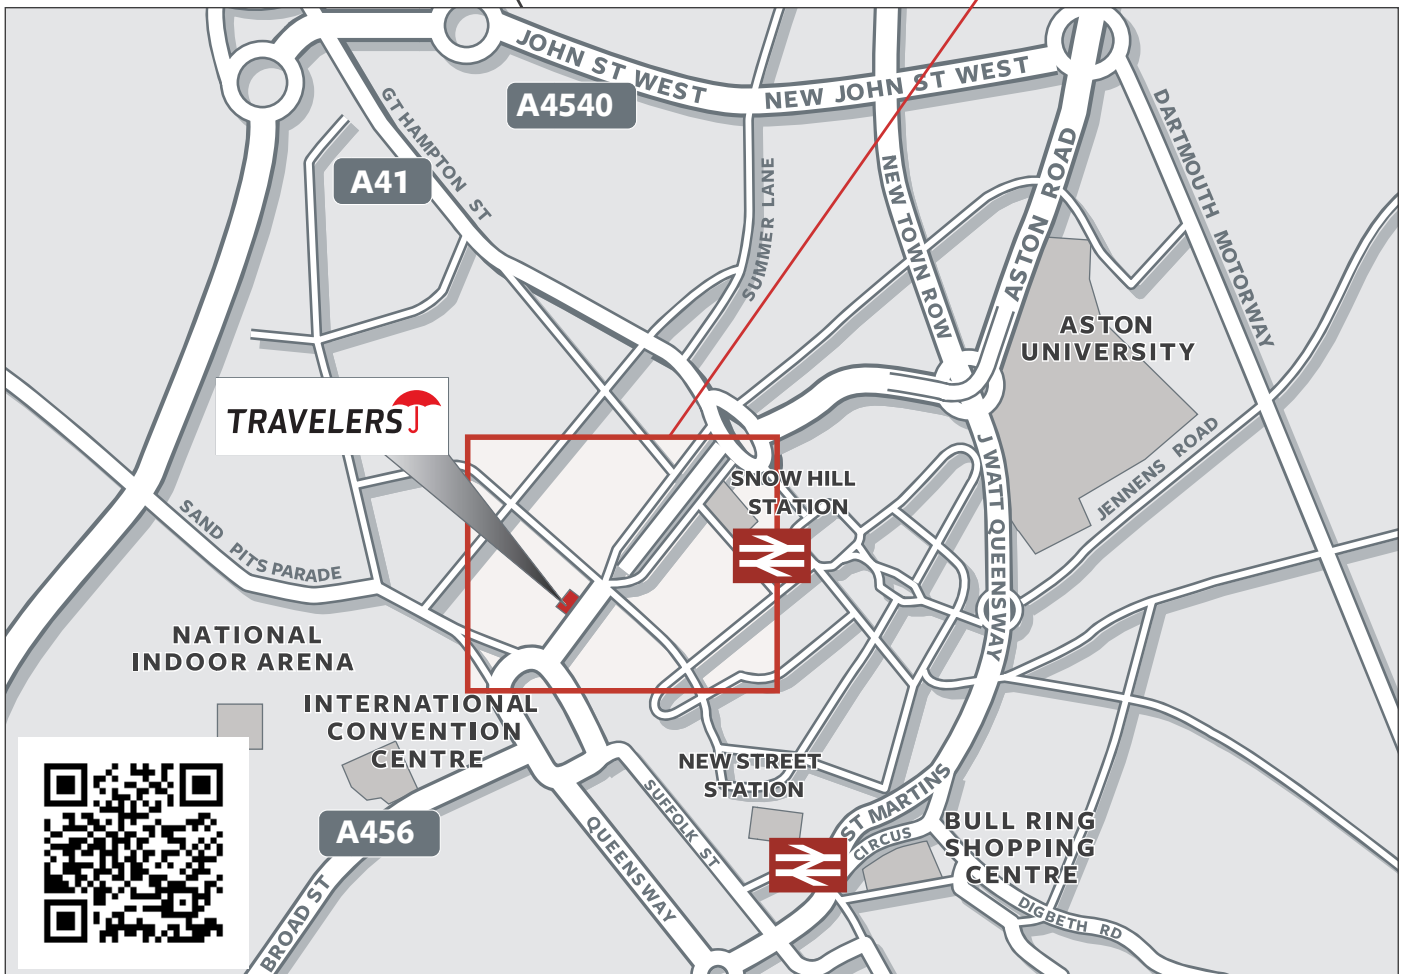 JOHN ST WEST
NEW JOHN ST WEST
A4540
GT HAMPTON ST
A41
SUMMER LANE
NEW TOWN ROW
ASTON ROAD
DARTMOUTH MOTORWAY
ASTON
UNIVERSITY
TRAVELERS
SNOW HILL
STATION
J WATT QUEENSWAY
JENNENS ROAD
SAND PITS PARADE
NATIONAL
INDOOR ARENA
INTERNATIONAL
CONVENTION
CENTRE
NEW STREET
STATION
A456
SUFFOLK ST
QUEENSWAY
BROAD ST
ST MARTINS
CIRCUS
BULL RING
SHOPPING
CENTRE
DIGBETH RD